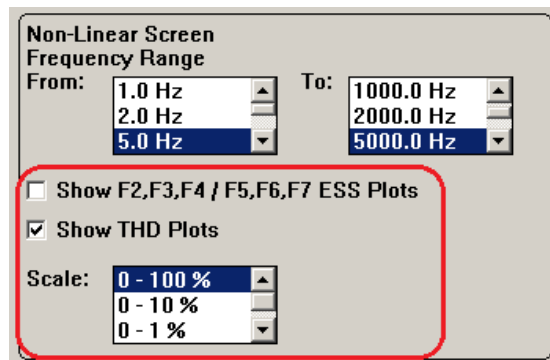 Non-Linear Screen
Frequency Range
From:
1.0 Hz
2.0 Hz
5.0 Hz
To:
1000.0 Hz
2000.0 Hz
5000.0 Hz
Show F2,F3,F4 / F5,F6,F7 ESS Plots
Show THD Plots
Scale:
0 - 100 %
0 - 10 %
0 - 1 %